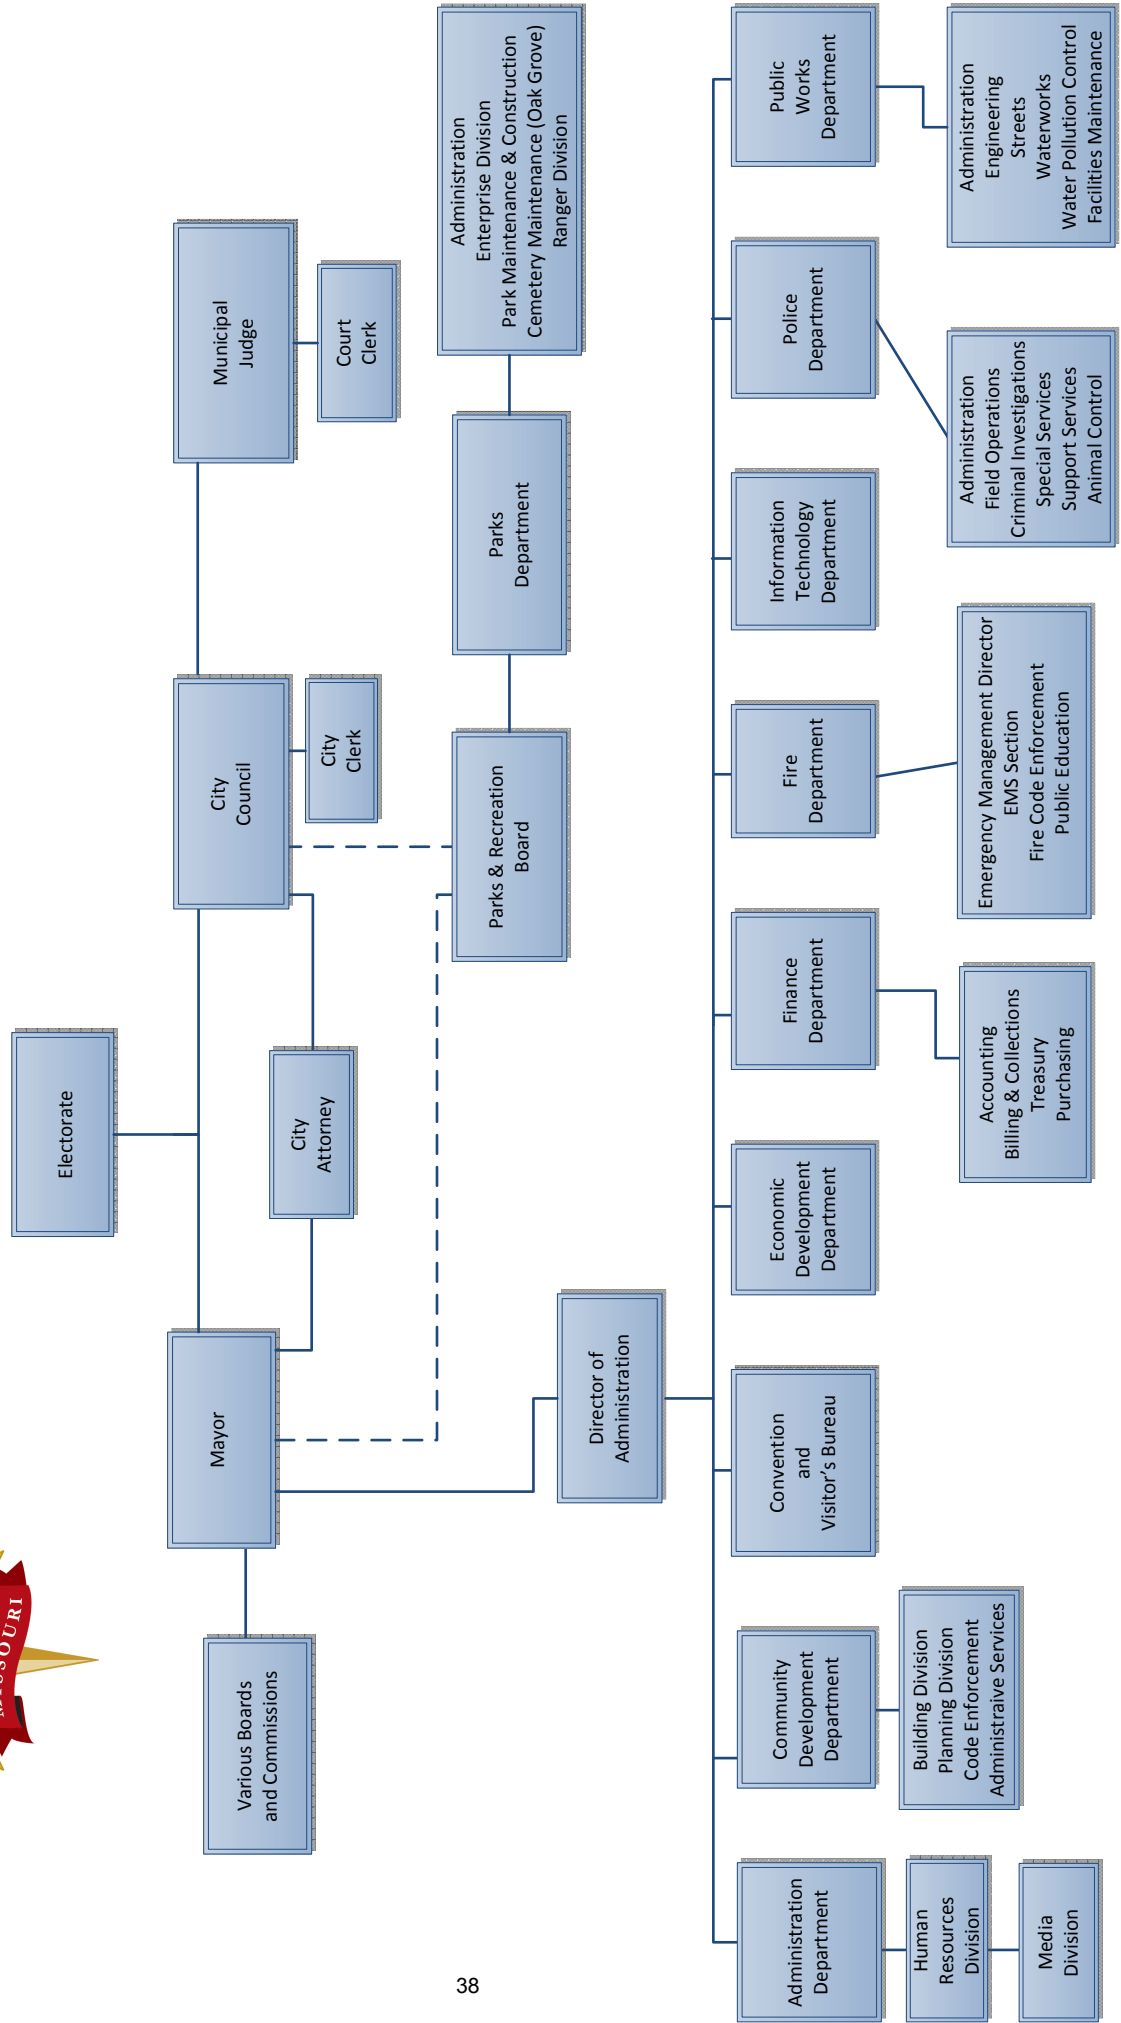 MISSOURI
Electorate
Mayor
City
Council
Municipal
Judge
Various Boards
and Commissions
City
Attorney
City
Clerk
Court
Clerk
Parks & Recreation
Board
Parks
Department
Administration
Enterprise Division
Park Maintenance & Construction
Cemetery Maintenance (Oak Grove)
Ranger Division
Director of
Administration
Administration
Department
Community
Development
Department
Convention
and
Visitor’s Bureau
Economic
Development
Department
Finance
Department
Fire
Department
Information
Technology
Department
Police
Department
Public
Works
Department
Human
Resources
Division
Media
Division
Building Division
Planning Division
Code Enforcement
Administrative Services
Accounting
Billing & Collections
Treasury
Purchasing
Emergency Management Director
EMS Section
Fire Code Enforcement
Public Education
Administration
Field Operations
Criminal Investigations
Special Services
Support Services
Animal Control
Administration
Engineering
Streets
Waterworks
Water Pollution Control
Facilities Maintenance
38